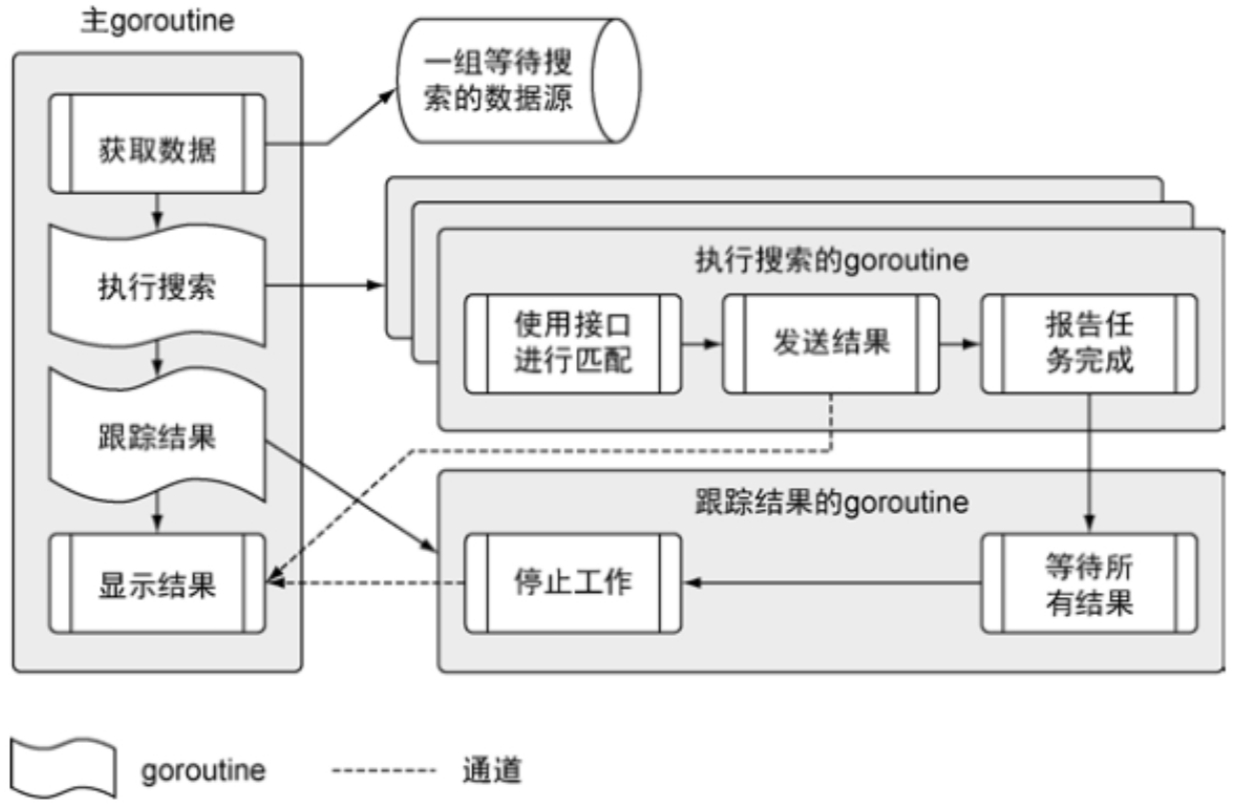 主goroutine
一组等待搜
索的数据源
获取数据
执行搜索
跟踪结果
显示结果
执行搜索的goroutine
使用接口
进行匹配
发送结果
报告任
务完成
跟踪结果的goroutine
停止工作
等待所
有结果
goroutine
通道